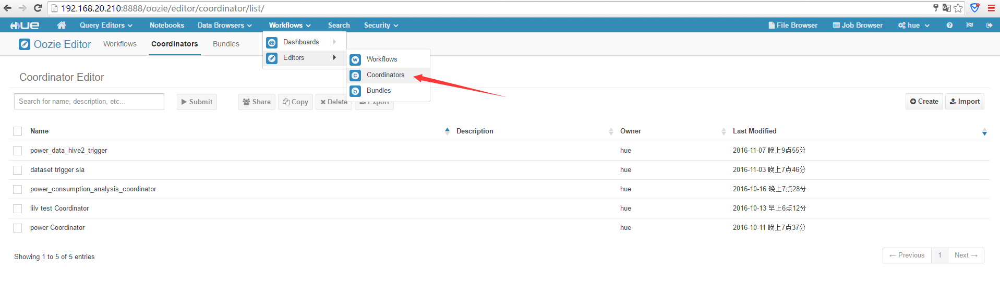 192.168.20.210:8888/oozie/editor/coordinator/list/
HUE Query Editors Notebooks Data Browsers Workflows Search Security File Browser Job Browser hue
Oozie Editor Workflows Coordinators Bundles
Dashboards
Editors
Workflows
Coordinators
Bundles
Coordinator Editor
Search for name, description, etc... Submit Share Copy Delete Export Create Import
Name Description Owner Last Modified
power_data_hive2_trigger hue 2016-11-07 晚上9点55分
dataset trigger sla hue 2016-11-03 晚上7点46分
power_consumption_analysis_coordinator hue 2016-10-16 晚上7点28分
lilv test Coordinator hue 2016-10-13 早上6点12分
power Coordinator hue 2016-10-11 晚上7点37分
Showing 1 to 5 of 5 entries ← Previous 1 Next →